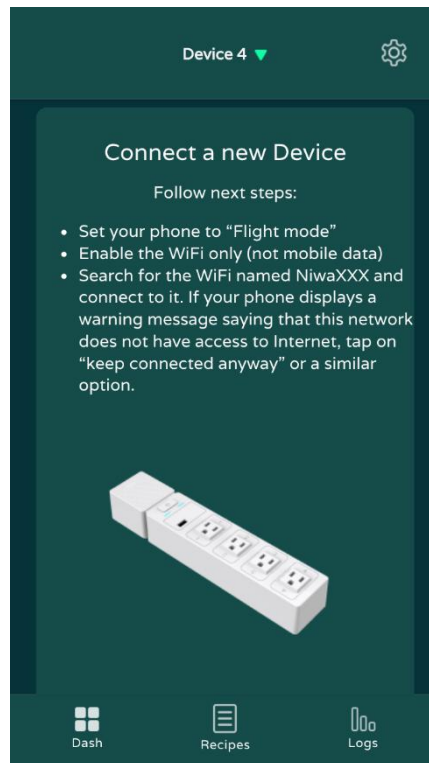 Device 4
Connect a new Device
Follow next steps:
• Set your phone to “Flight mode”
• Enable the WiFi only (not mobile data)
• Search for the WiFi named NiwaXXX and
connect to it. If your phone displays a
warning message saying that this network
does not have access to Internet, tap on
“keep connected anyway” or a similar
option.
Dash Recipes Logs